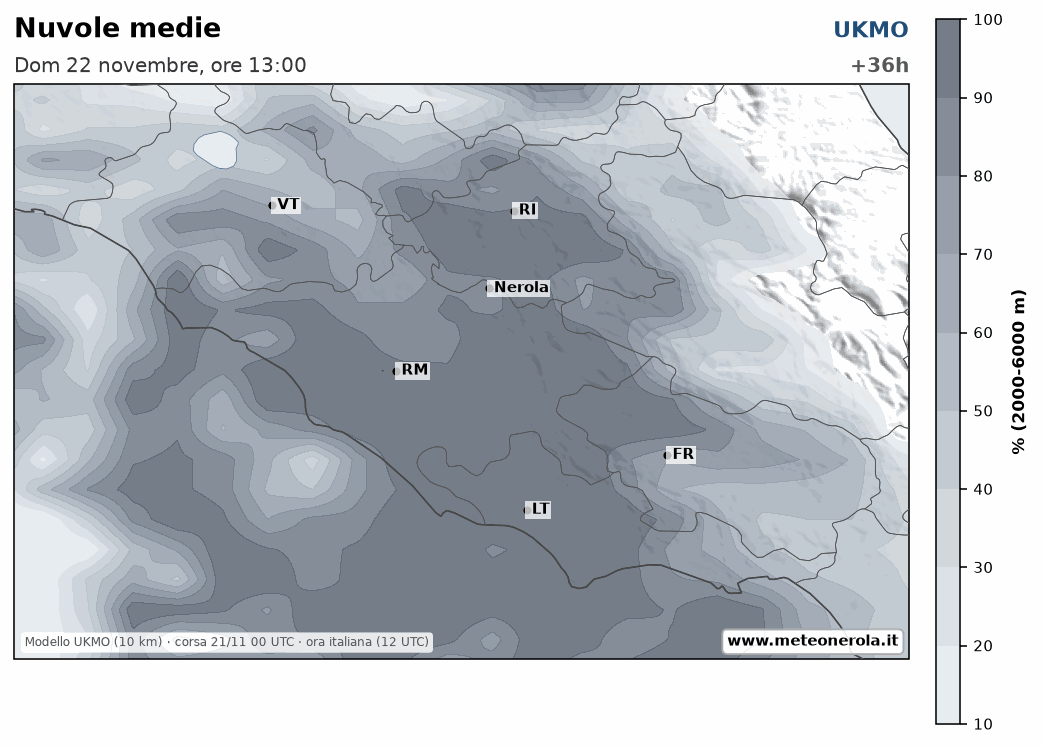 Nuvole medie
UKMO
Dom 22 novembre, ore 13:00
+36h
VT
RI
Nerola
RM
FR
LT
Modello UKMO (10 km) · corsa 21/11 00 UTC · ora italiana (12 UTC)
www.meteonerola.it
100
90
80
70
60
50
40
30
20
10
% (2000-6000 m)